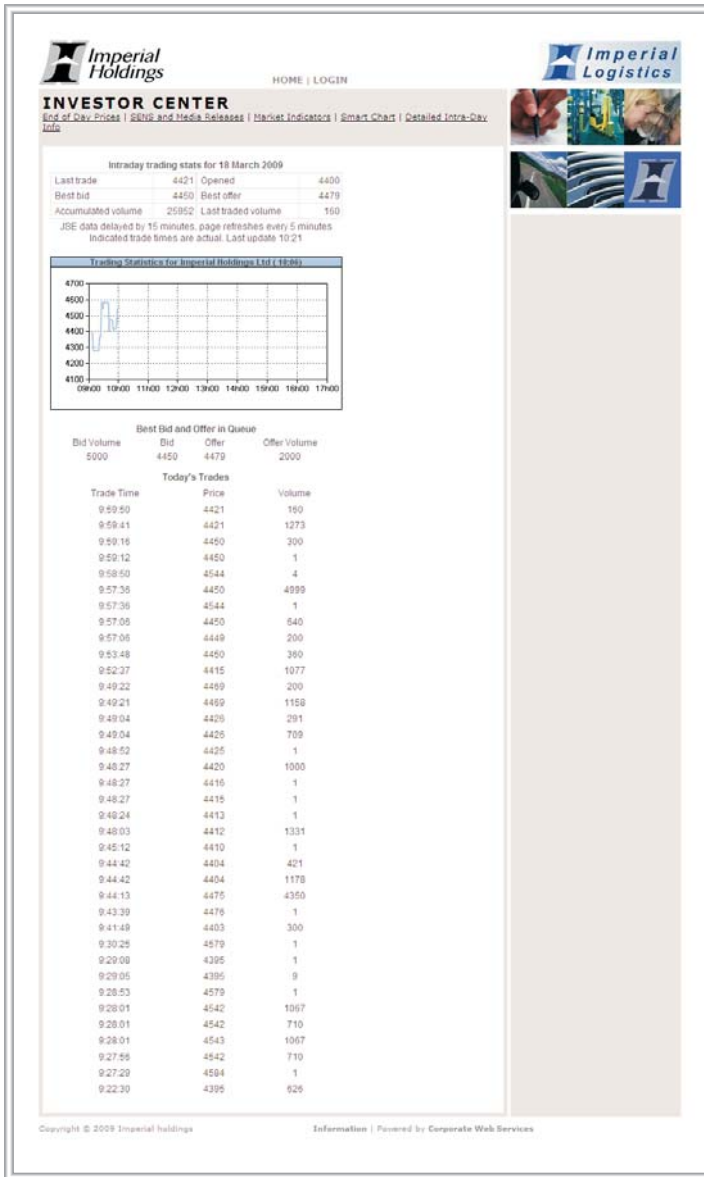 Imperial
Holdings
HOME | LOGIN
Imperial
Logistics
INVESTOR CENTER
End of Day Prices | SENS and Media Releases | Market Indicators | Smart Chart | Detailed Intra-Day
Info
Intraday trading stats for 18 March 2009
Last trade 4421 Opened 4400
Best bid 4450 Best offer 4479
Accumulated volume 25952 Last traded volume 160
JSE data delayed by 15 minutes, page refreshes every 5 minutes
Indicated trade times are actual. Last update 10:21
Trading Statistics for Imperial Holdings Ltd ( 10:06)
4700
4600
4500
4400
4300
4200
4100
09h00 10h00 11h00 12h00 13h00 14h00 15h00 16h00 17h00
Best Bid and Offer in Queue
Bid Volume Bid Offer Offer Volume
5000 4450 4479 2000
Today's Trades
Trade Time Price Volume
9:59:50 4421 160
9:59:41 4421 1273
9:59:16 4450 300
9:59:12 4450 1
9:58:50 4544 4
9:57:36 4450 4999
9:57:36 4544 1
9:57:06 4450 640
9:57:06 4449 200
9:53:48 4450 360
9:52:37 4415 1077
9:49:22 4469 200
9:49:21 4469 1158
9:49:04 4426 291
9:49:04 4426 709
9:48:52 4425 1
9:48:27 4420 1000
9:48:27 4416 1
9:48:27 4415 1
9:48:24 4413 1
9:48:03 4412 1331
9:45:12 4410 1
9:44:42 4404 421
9:44:42 4404 1178
9:44:13 4475 4350
9:43:39 4476 1
9:41:49 4403 300
9:30:25 4579 1
9:29:08 4395 1
9:29:05 4395 9
9:28:53 4579 1
9:28:01 4542 1067
9:28:01 4542 710
9:28:01 4543 1067
9:27:56 4542 710
9:27:29 4584 1
9:22:30 4395 626
Copyright © 2009 Imperial holdings
Information | Powered by Corporate Web Services